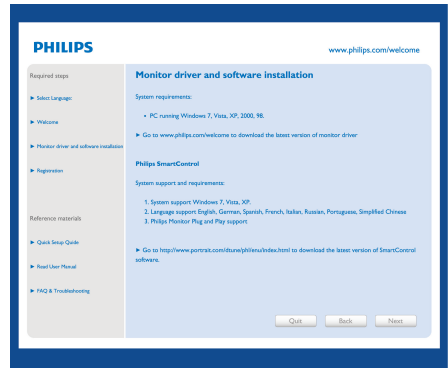 PHILIPS
www.philips.com/welcome
Required steps
► Select Language:
► Welcome
► Monitor driver and software installation
► Registration
Reference materials
► Quick Setup Quide
► Read User Manual
► FAQ & Troubleshooting
Monitor driver and software installation
System requirements:
• PC running Windows 7, Vista, XP, 2000, 98.
► Go to www.philips.com/welcome to download the latest version of monitor driver
Philips SmartControl
System support and requirements:
1. System support Windows 7, Vista, XP.
2. Language support English, German, Spanish, French, Italian, Russian, Portuguese, Simplified Chinese
3. Philips Monitor Plug and Play support
► Go to http://www.portrait.com/dtune/phil/enu/index.html to download the latest version of SmartControl
software.
Quit
Back
Next